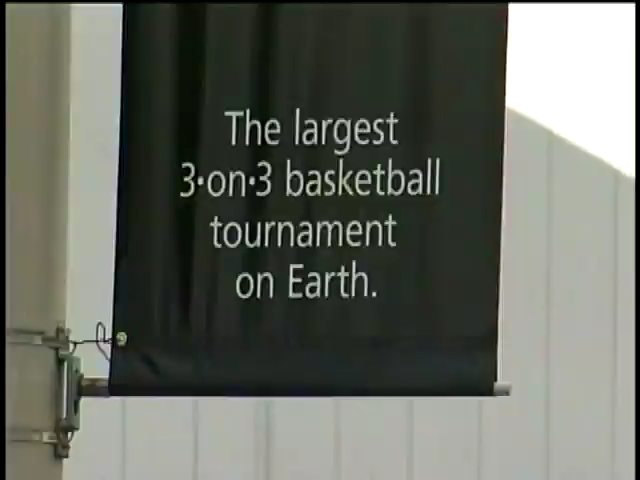 The largest
3·on·3 basketball
tournament
on Earth.